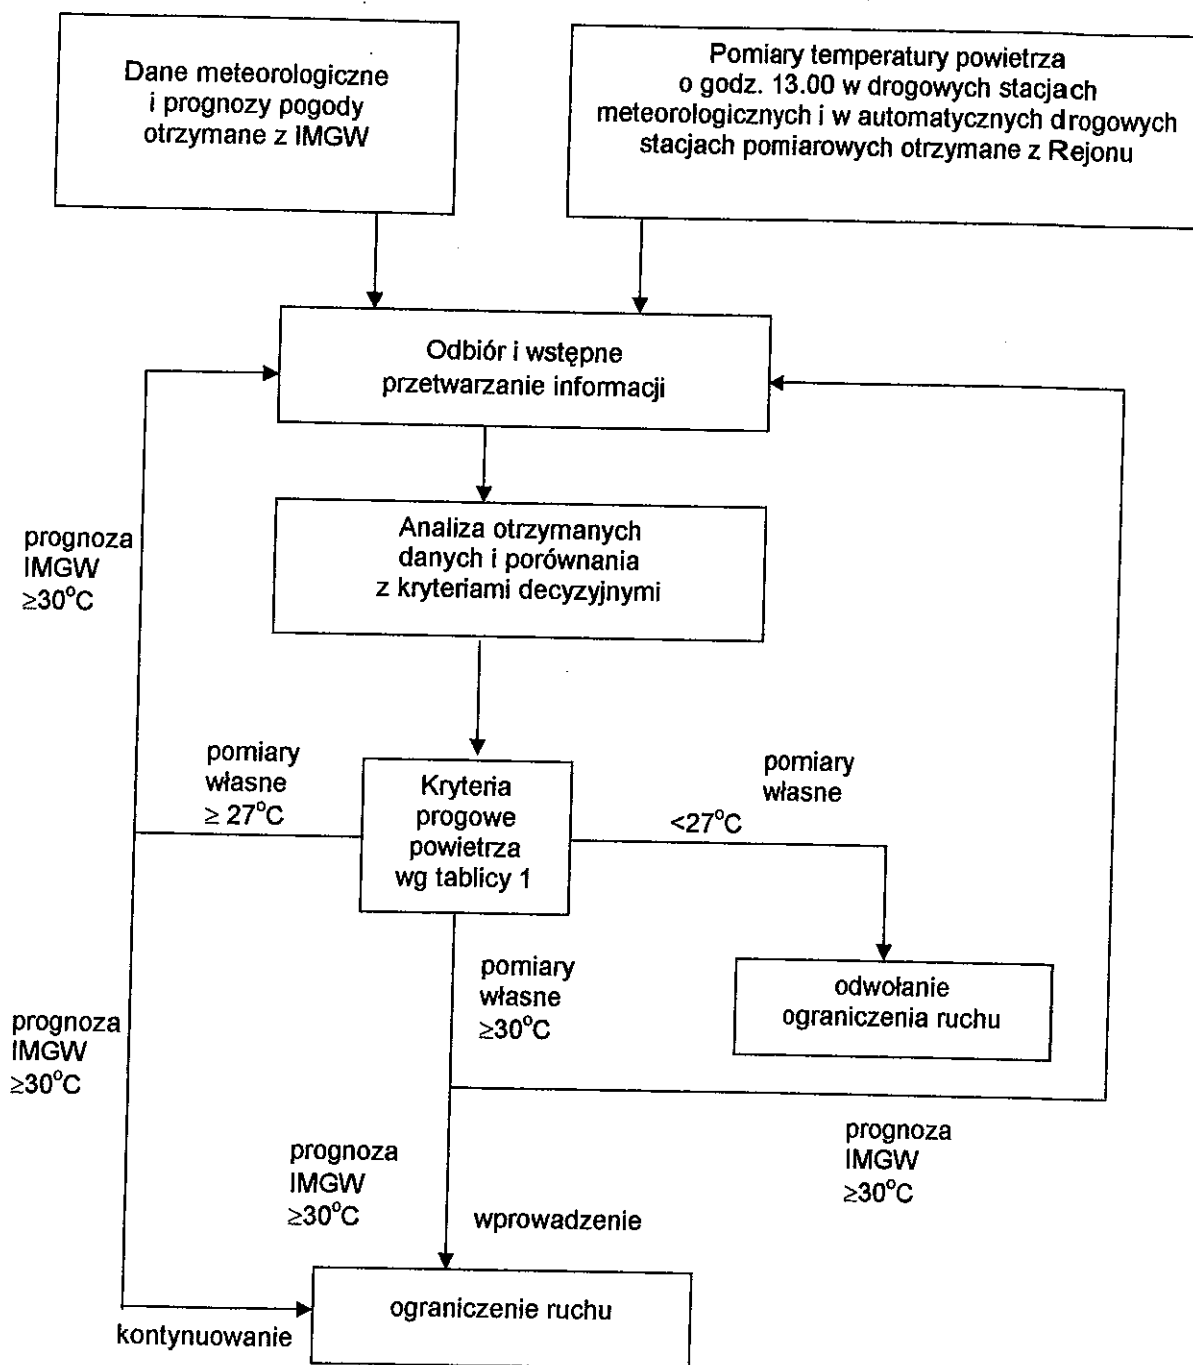 Dane meteorologiczne
i prognozy pogody
otrzymane z IMGW
Pomiary temperatury powietrza
o godz. 13.00 w drogowych stacjach
meteorologicznych i w automatycznych drogowych
stacjach pomiarowych otrzymane z Rejonu
Odbiór i wstępne
przetwarzanie informacji
Analiza otrzymanych
danych i porównania
z kryteriami decyzyjnymi
prognoza
IMGW
≥30°C
pomiary
własne
≥ 27°C
Kryteria
progowe
powietrza
wg tablicy 1
pomiary
własne
<27°C
odwołanie
ograniczenia ruchu
pomiary
własne
≥30°C
prognoza
IMGW
≥30°C
prognoza
IMGW
≥30°C
wprowadzenie
prognoza
IMGW
≥30°C
ograniczenie ruchu
kontynuowanie